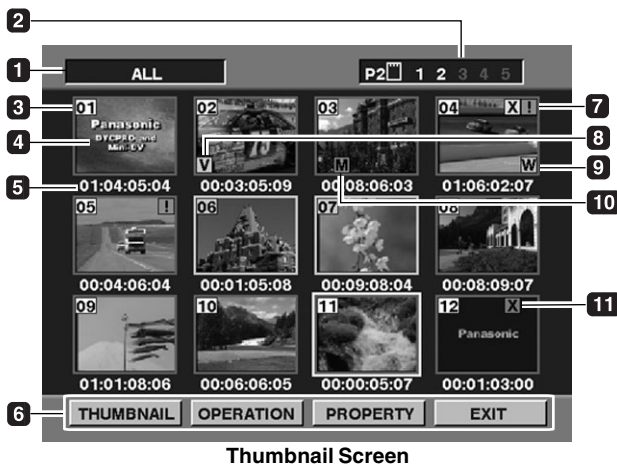 2
1 ALL P2 1 2 3 4 5
3 01 02 03 04 X ! 7
4 Panasonic
DVCPRO and
Mini-DV
V 8
W 9
M 10
5 01:04:05:04 00:03:05:09 00:08:06:03 01:06:02:07
05 ! 06 07 08
00:04:06:04 00:01:05:08 00:09:08:04 00:08:09:07
09 10 11 12 X 11
Panasonic
01:01:08:06 00:06:06:05 00:00:05:07 00:01:03:00
6 THUMBNAIL OPERATION PROPERTY EXIT
Thumbnail Screen